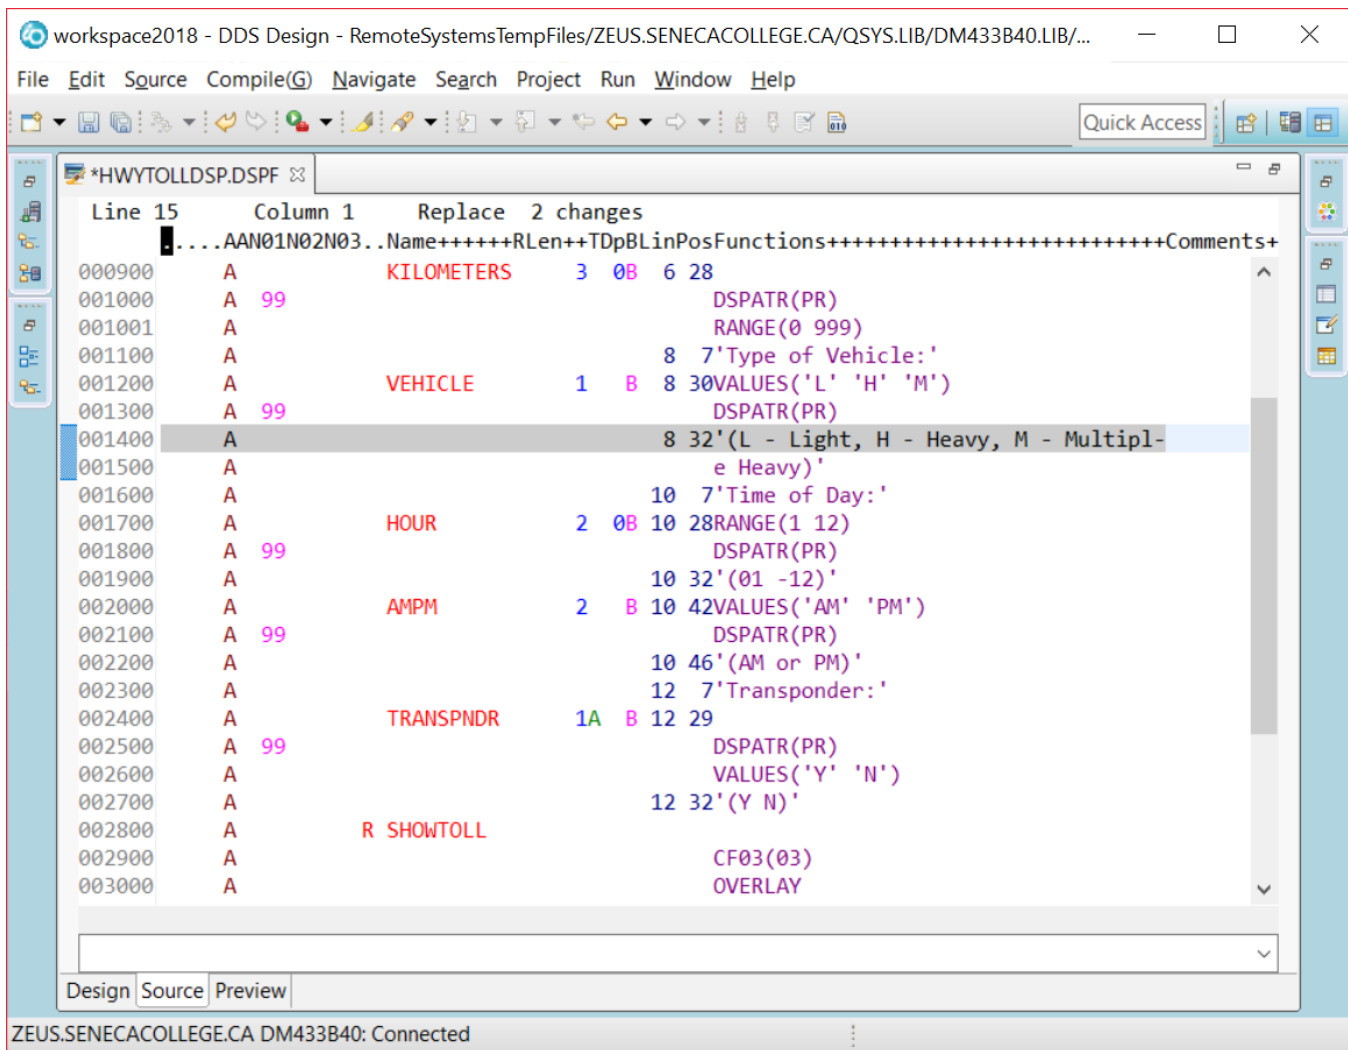 workspace2018 - DDS Design - RemoteSystemsTempFiles/ZEUS.SENECACOLLEGE.CA/QSYS.LIB/DM433B40.LIB/...
File Edit Source Compile(G) Navigate Search Project Run Window Help
Quick Access
*HWYTOLLDSP.DSPF
Line 15 Column 1 Replace 2 changes
.....AAN01N02N03..Name++++++RLen++TDpBLinPosFunctions+++++++++++++++++++++++++++Comments+
000900 A KILOMETERS 3 0B 6 28
001000 A 99 DSPATR(PR)
001001 A RANGE(0 999)
001100 A 8 7'Type of Vehicle:'
001200 A VEHICLE 1 B 8 30VALUES('L' 'H' 'M')
001300 A 99 DSPATR(PR)
001400 A 8 32'(L - Light, H - Heavy, M - Multipl-
001500 A e Heavy)'
001600 A 10 7'Time of Day:'
001700 A HOUR 2 0B 10 28RANGE(1 12)
001800 A 99 DSPATR(PR)
001900 A 10 32'(01 -12)'
002000 A AMPM 2 B 10 42VALUES('AM' 'PM')
002100 A 99 DSPATR(PR)
002200 A 10 46'(AM or PM)'
002300 A 12 7'Transponder:'
002400 A TRANSPNDR 1A B 12 29
002500 A 99 DSPATR(PR)
002600 A VALUES('Y' 'N')
002700 A 12 32'(Y N)'
002800 A R SHOWTOLL
002900 A CF03(03)
003000 A OVERLAY
Design Source Preview
ZEUS.SENECACOLLEGE.CA DM433B40: Connected